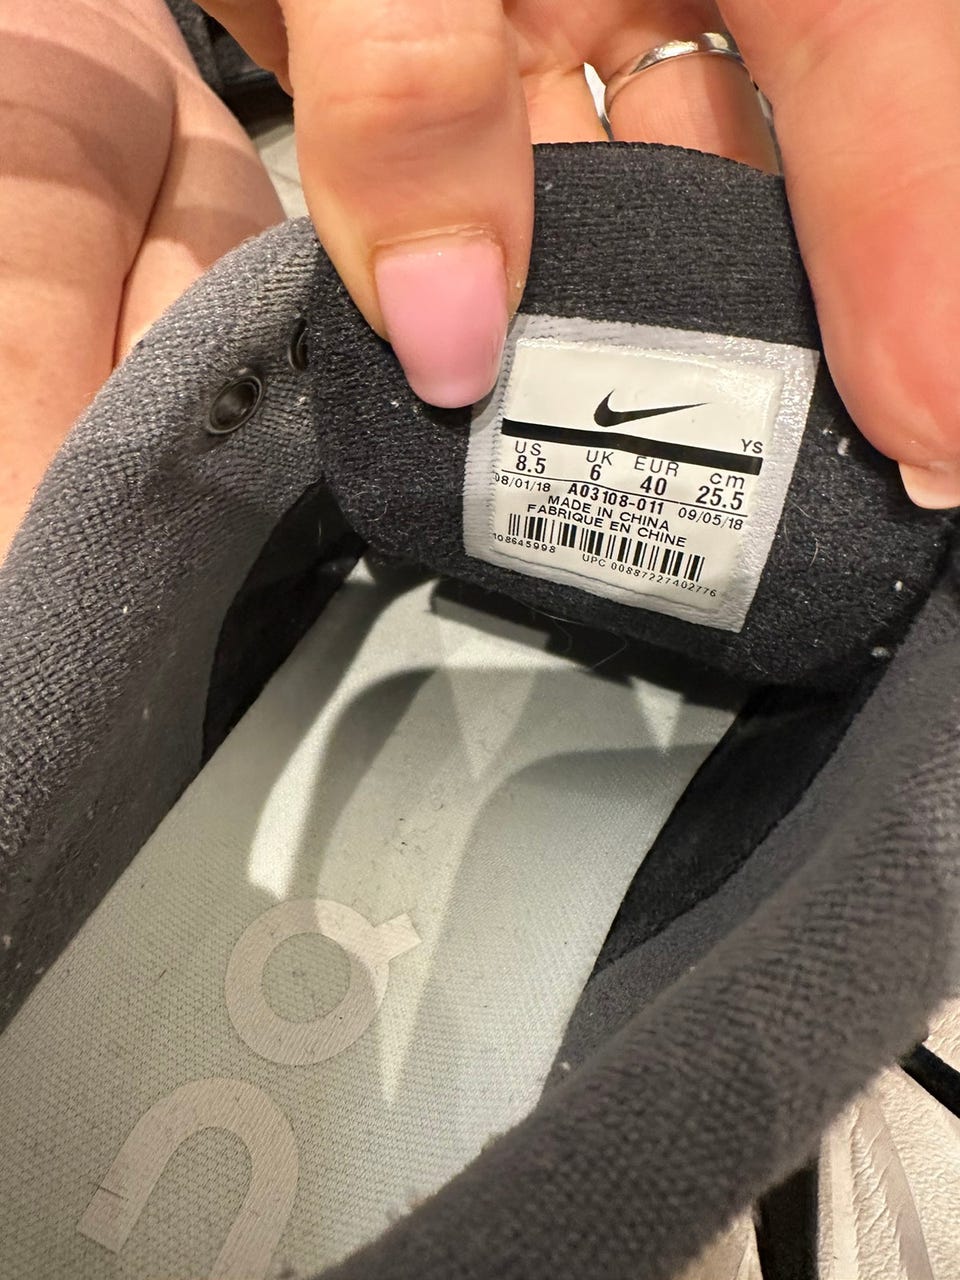 YS
US UK EUR cm
8.5 6 40 25.5
08/01/18 AO3108-011 09/05/18
MADE IN CHINA
FABRIQUE EN CHINE
108645998 UPC 00887227402776